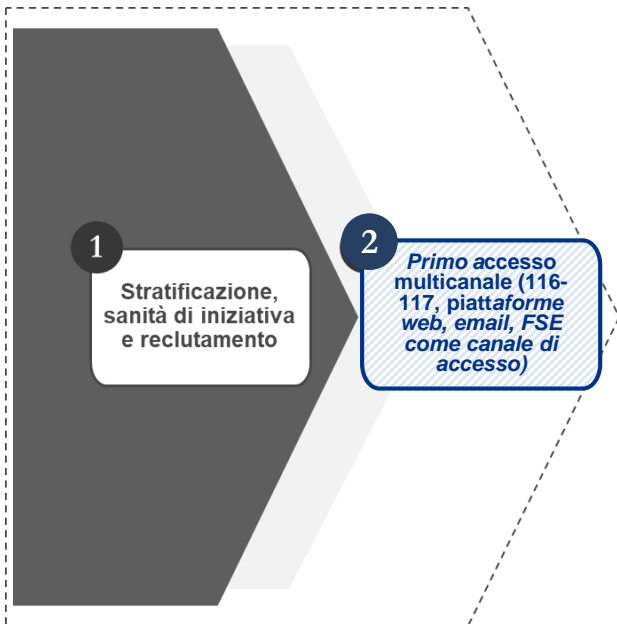 1
Stratificazione,
sanità di iniziativa
e reclutamento
2
Primo accesso
multicanale (116-
117, piattaforme
web, email, FSE
come canale di
accesso)